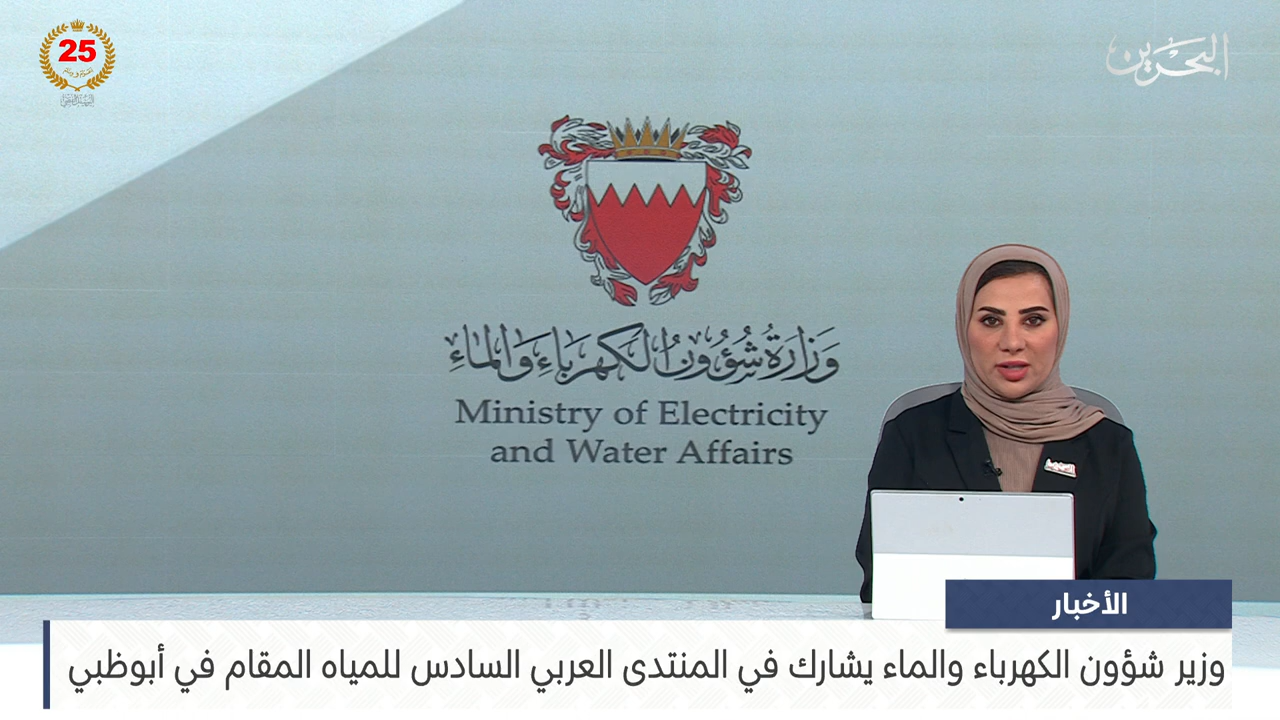 25
البحرين
وزارة شؤون الكهرباء والماء
Ministry of Electricity
and Water Affairs
الأخبار
وزير شؤون الكهرباء والماء يشارك في المنتدى العربي السادس للمياه المقام في أبوظبي